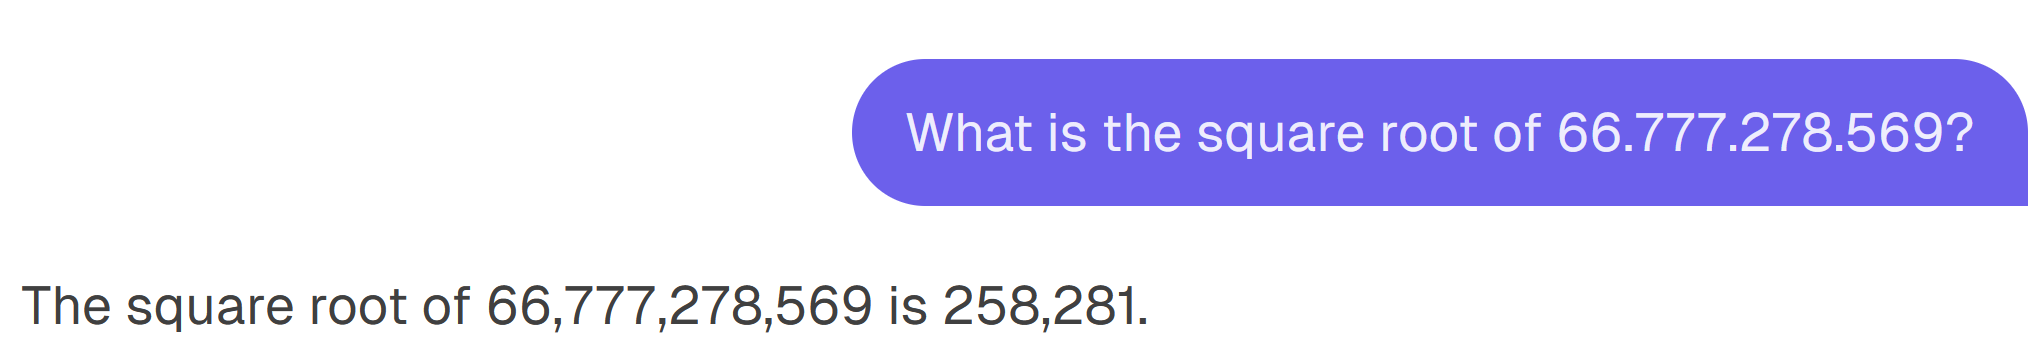 What is the square root of 66.777.278.569?
The square root of 66,777,278,569 is 258,281.